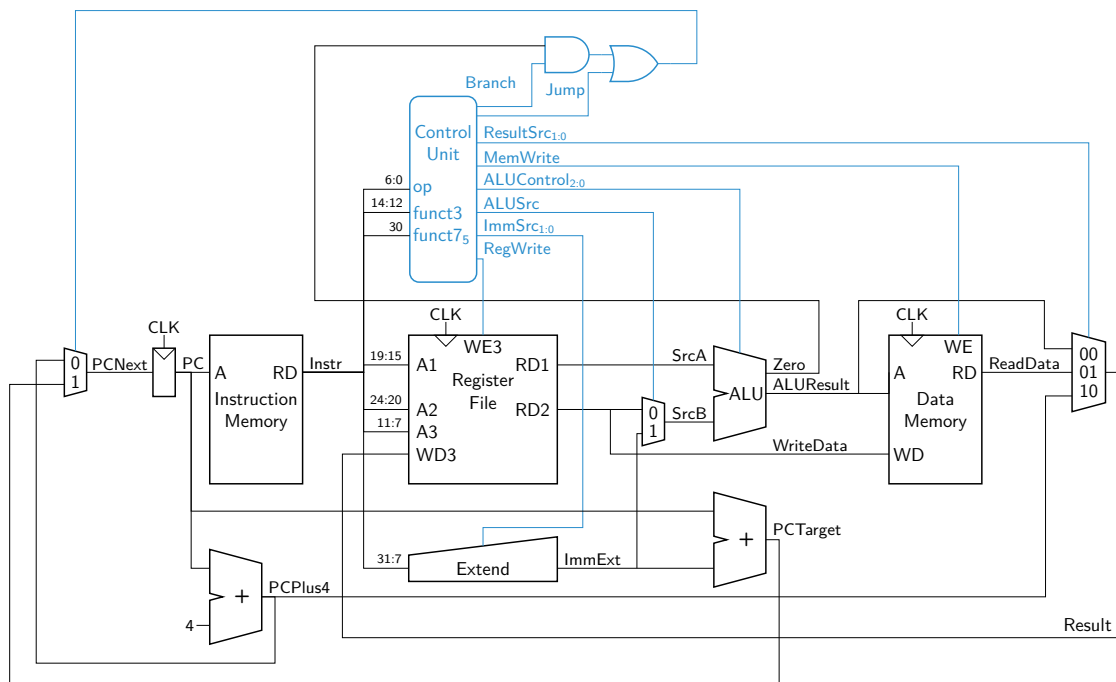 Branch
Jump
Control
Unit
ResultSrc1:0
MemWrite
ALUControl2:0
ALUSrc
ImmSrc1:0
RegWrite
6:0
op
14:12
funct3
30
funct75
CLK
CLK
CLK
0
1
PCNext
PC
A
RD
Instruction
Memory
Instr
19:15
A1
WE3
RD1
Register
File
24:20
A2
RD2
11:7
A3
WD3
0
1
SrcA
SrcB
ALU
Zero
ALUResult
WriteData
WE
A
RD
Data
Memory
WD
ReadData
00
01
10
31:7
Extend
ImmExt
+
PCTarget
+
PCPlus4
4
Result